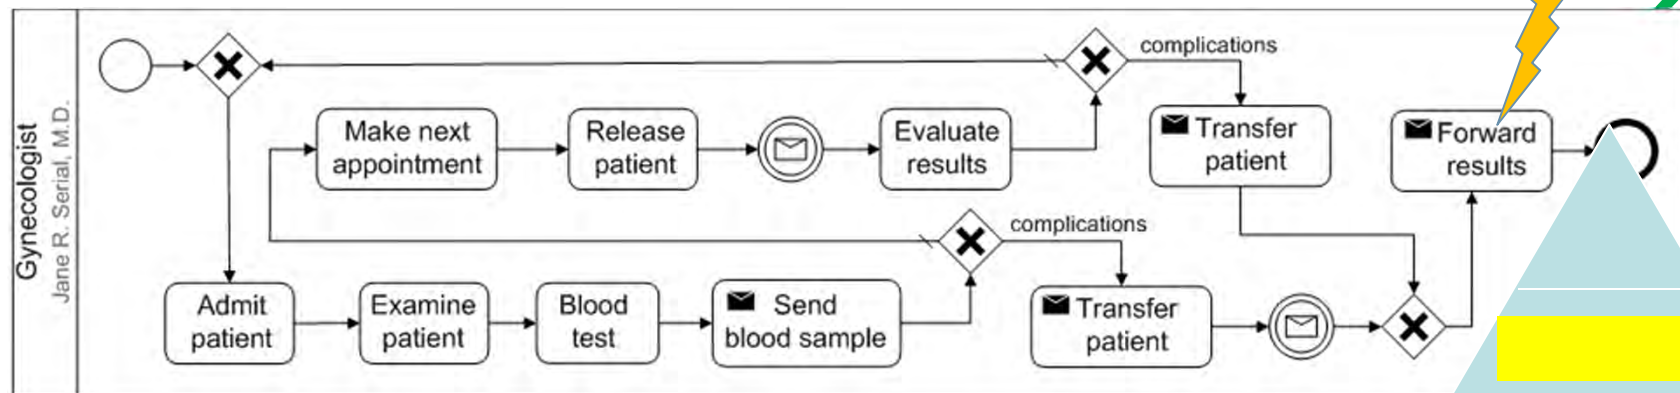 Gynecologist
Jane R. Serial, M.D.
complications
Make next
appointment
Release
patient
Evaluate
results
Transfer
patient
Forward
results
complications
Admit
patient
Examine
patient
Blood
test
Send
blood sample
Transfer
patient